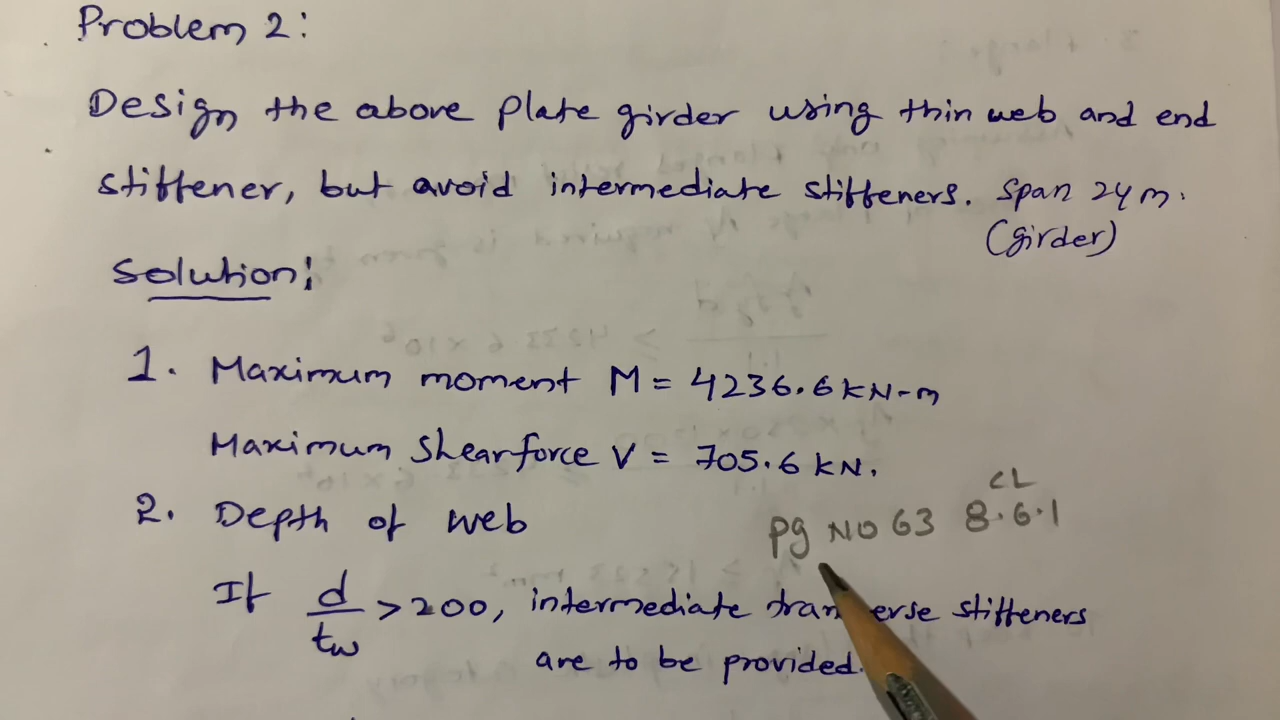 Problem 2:
Design the above plate girder using thin web and end
stiffener, but avoid intermediate stiffeners. Span 24 m.
(girder)
Solution:
1. Maximum moment M = 4236.6 KN-m
Maximum Shearforce V = 705.6 KN.
2. Depth of web
pg NO 63 CL 8.6.1
If d/tw > 200, intermediate stiffeners
are to be provided.